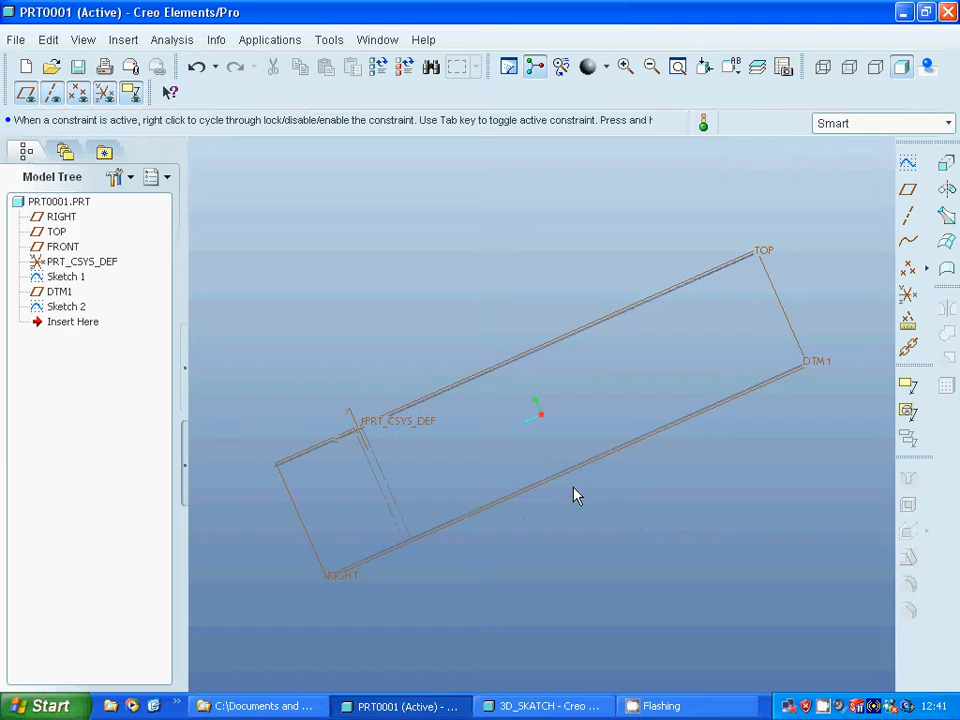 PRT0001 (Active) - Creo Elements/Pro
File Edit View Insert Analysis Info Applications Tools Window Help
When a constraint is active, right click to cycle through lock/disable/enable the constraint. Use Tab key to toggle active constraint. Press and h
Smart
Model Tree
PRT0001.PRT
RIGHT
TOP
FRONT
PRT_CSYS_DEF
Sketch 1
DTM1
Sketch 2
Insert Here
TOP
DTM1
PRT_CSYS_DEF
RIGHT
Start
C:\Documents and ...
PRT0001 (Active) - ...
3D_SKATCH - Creo ...
Flashing
12:41